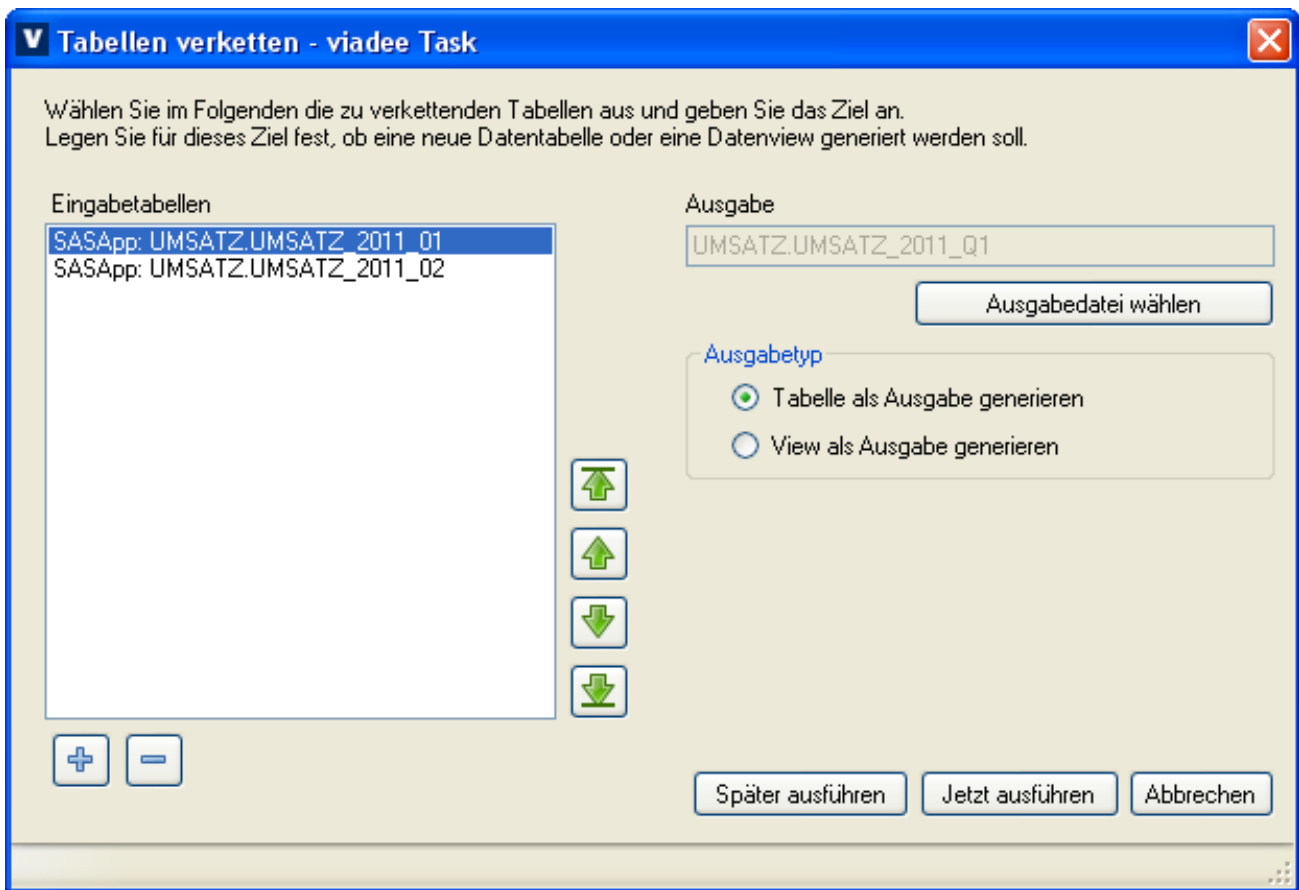 V Tabellen verketten - viadee Task
Wählen Sie im Folgenden die zu verkettenden Tabellen aus und geben Sie das Ziel an.
Legen Sie für dieses Ziel fest, ob eine neue Datentabelle oder eine Datenview generiert werden soll.
Eingabetabellen
SASApp: UMSATZ.UMSATZ_2011_01
SASApp: UMSATZ.UMSATZ_2011_02
Ausgabe
UMSATZ.UMSATZ_2011_Q1
Ausgabedatei wählen
Ausgabetyp
Tabelle als Ausgabe generieren
View als Ausgabe generieren
Später ausführen
Jetzt ausführen
Abbrechen